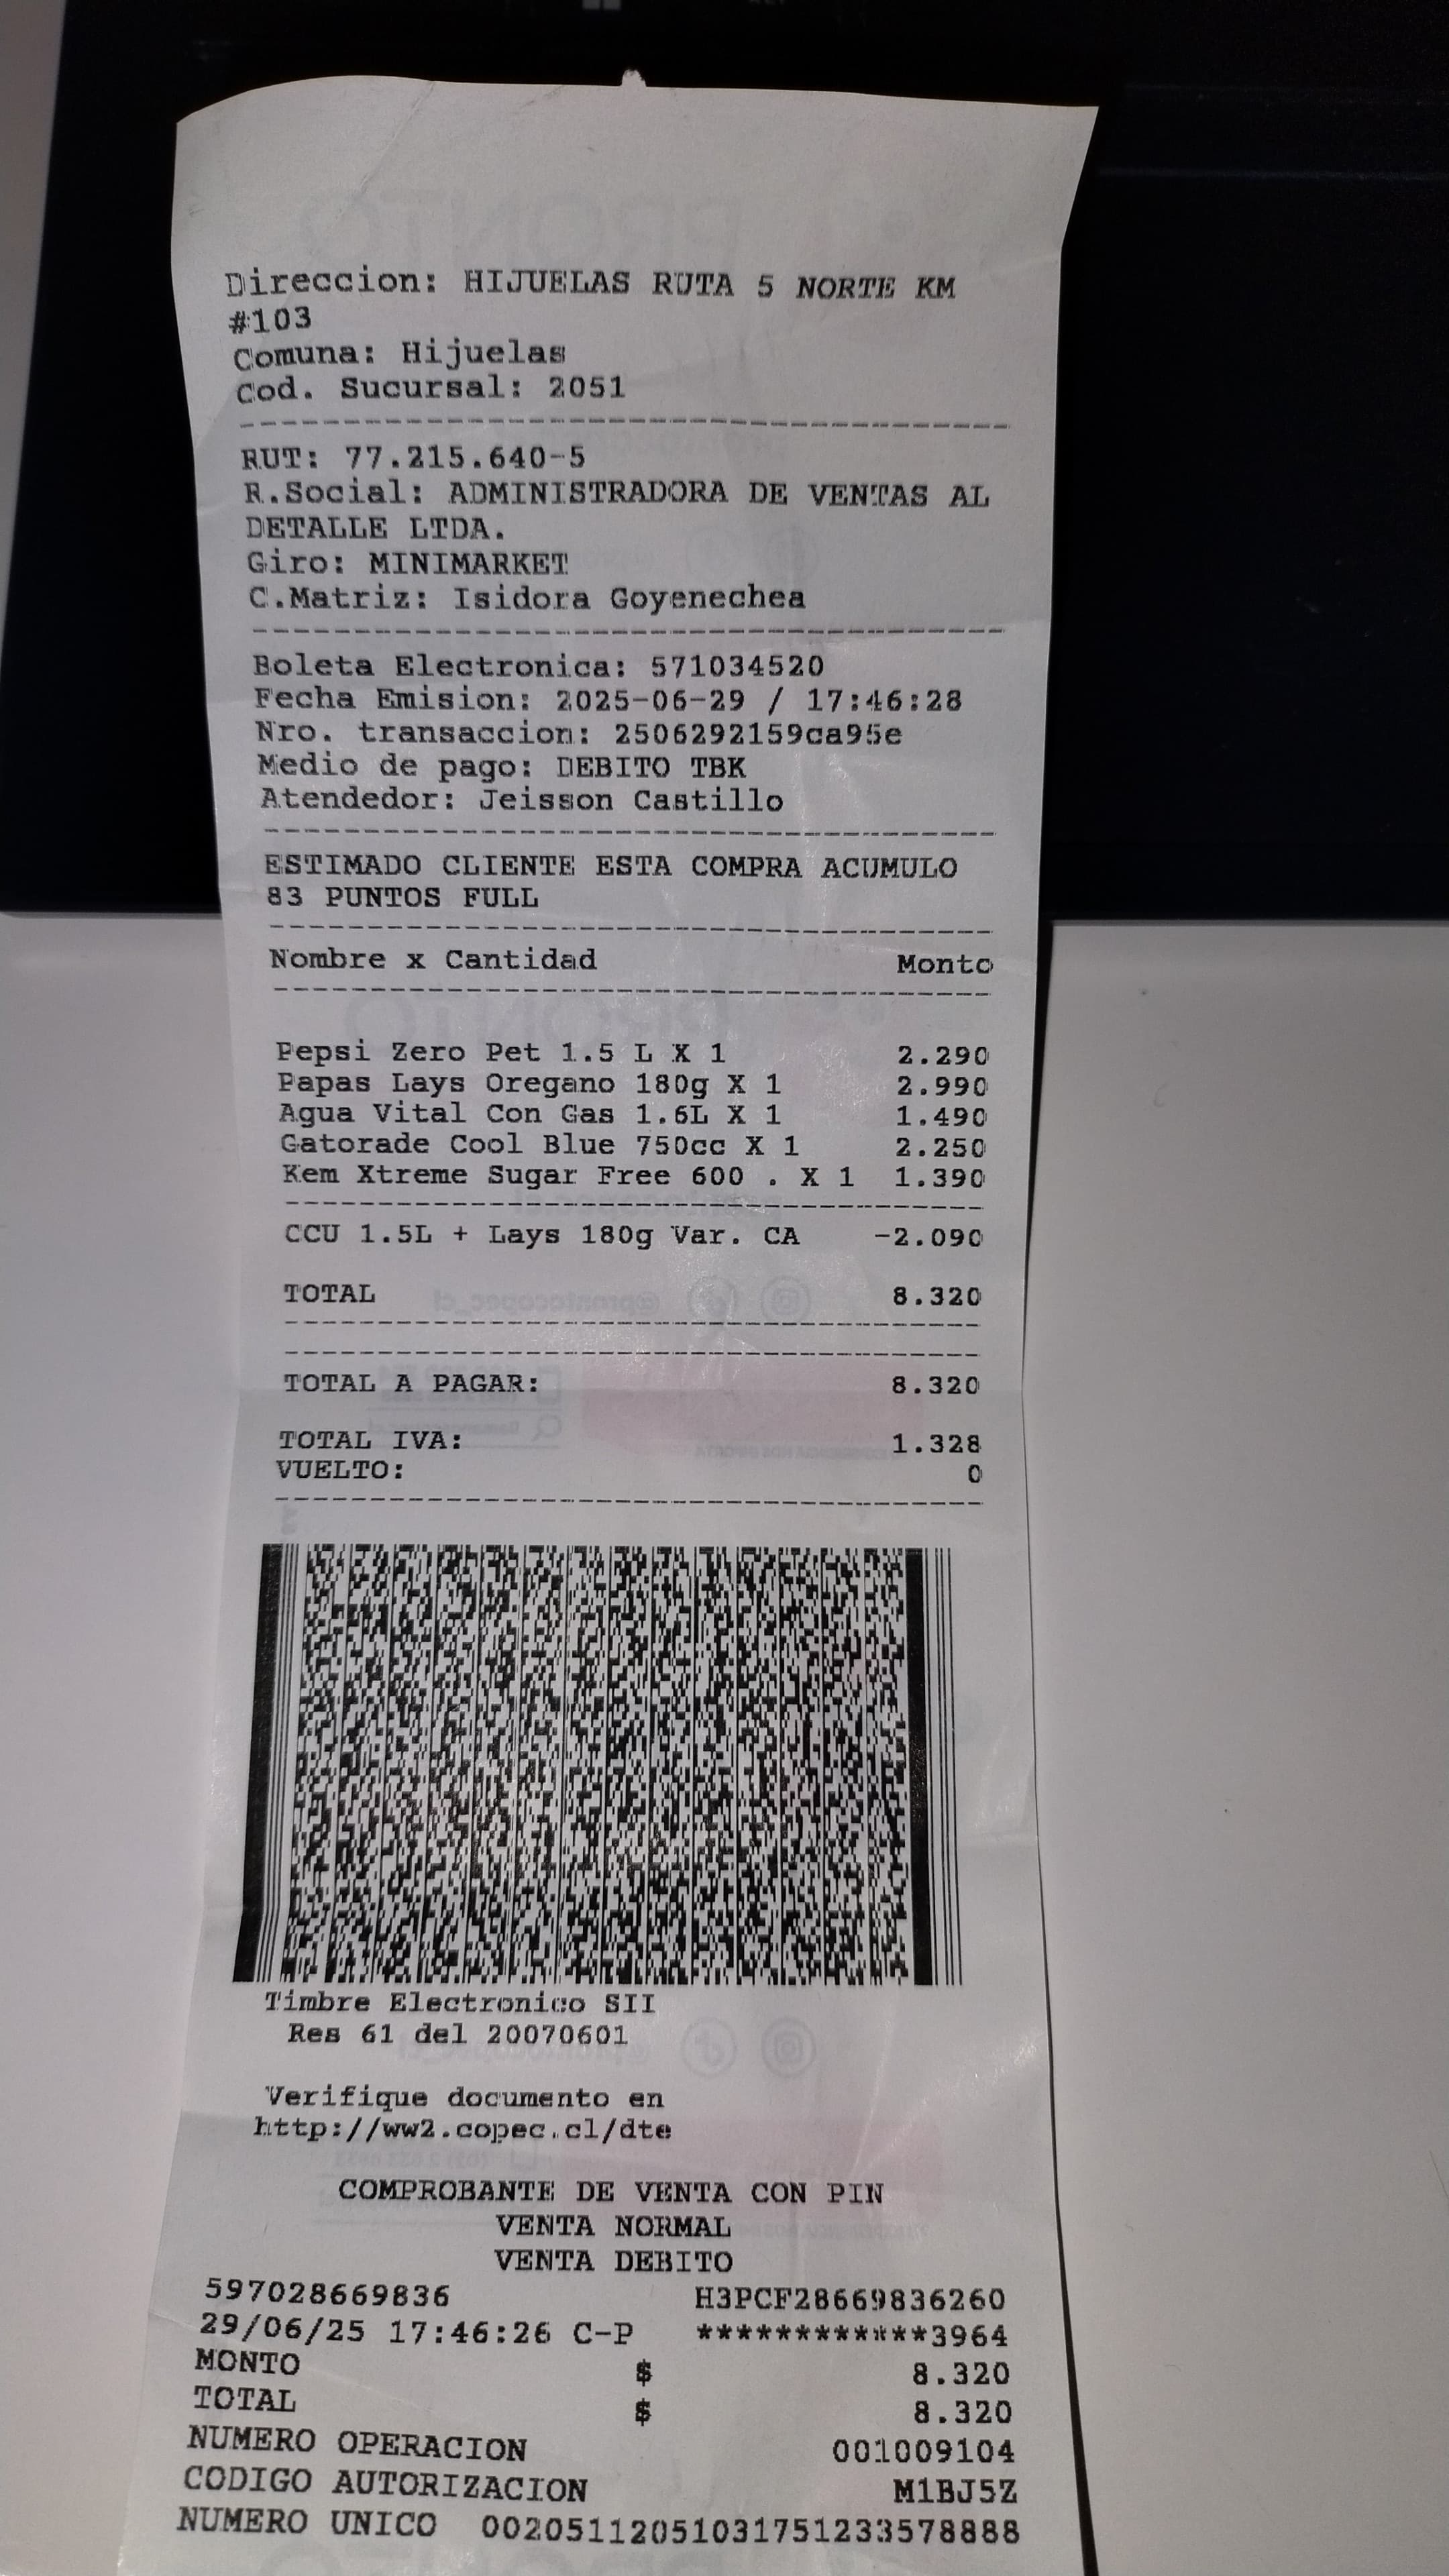 Direccion: HIJUELAS RUTA 5 NORTE KM
#103
Comuna: Hijuelas
Cod. Sucursal: 2051
RUT: 77.215.640-5
R.Social: ADMINISTRADORA DE VENTAS AL
DETALLE LTDA.
Giro: MINIMARKET
C.Matriz: Isidora Goyenechea
Boleta Electronica: 571034520
Fecha Emision: 2025-06-29 / 17:46:28
Nro. transaccion: 2506292159ca95e
Medio de pago: DEBITO TBK
Atendedor: Jeisson Castillo
ESTIMADO CLIENTE ESTA COMPRA ACUMULO
83 PUNTOS FULL
Nombre x Cantidad Monto
Pepsi Zero Pet 1.5 L X 1 2.290
Papas Lays Oregano 180g X 1 2.990
Agua Vital Con Gas 1.6L X 1 1.490
Gatorade Cool Blue 750cc X 1 2.250
Kem Xtreme Sugar Free 600 . X 1 1.390
CCU 1.5L + Lays 180g Var. CA -2.090
TOTAL 8.320
TOTAL A PAGAR: 8.320
TOTAL IVA: 1.328
VUELTO: 0
Timbre Electronico SII
Res 61 del 20070601
Verifique documento en
http://ww2.copec.cl/dte
COMPROBANTE DE VENTA CON PIN
VENTA NORMAL
VENTA DEBITO
597028669836 H3PCF28669836260
29/06/25 17:46:26 C-P ************3964
MONTO $ 8.320
TOTAL $ 8.320
NUMERO OPERACION 001009104
CODIGO AUTORIZACION M1BJ5Z
NUMERO UNICO 00205112051031751233578888